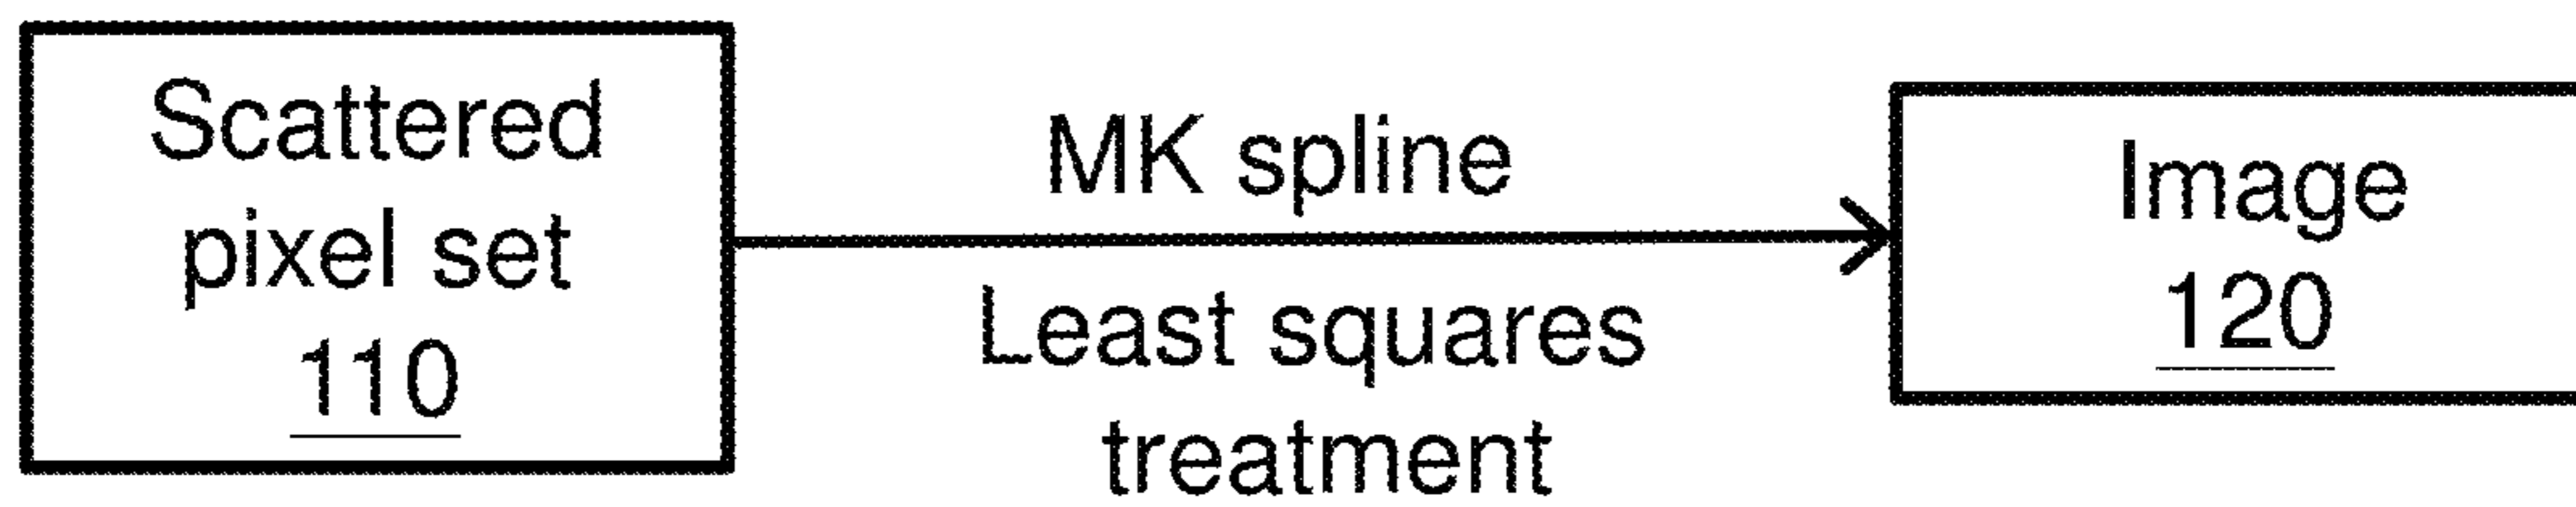 Scattered
pixel set
110
MK spline
Least squares
treatment
Image
120